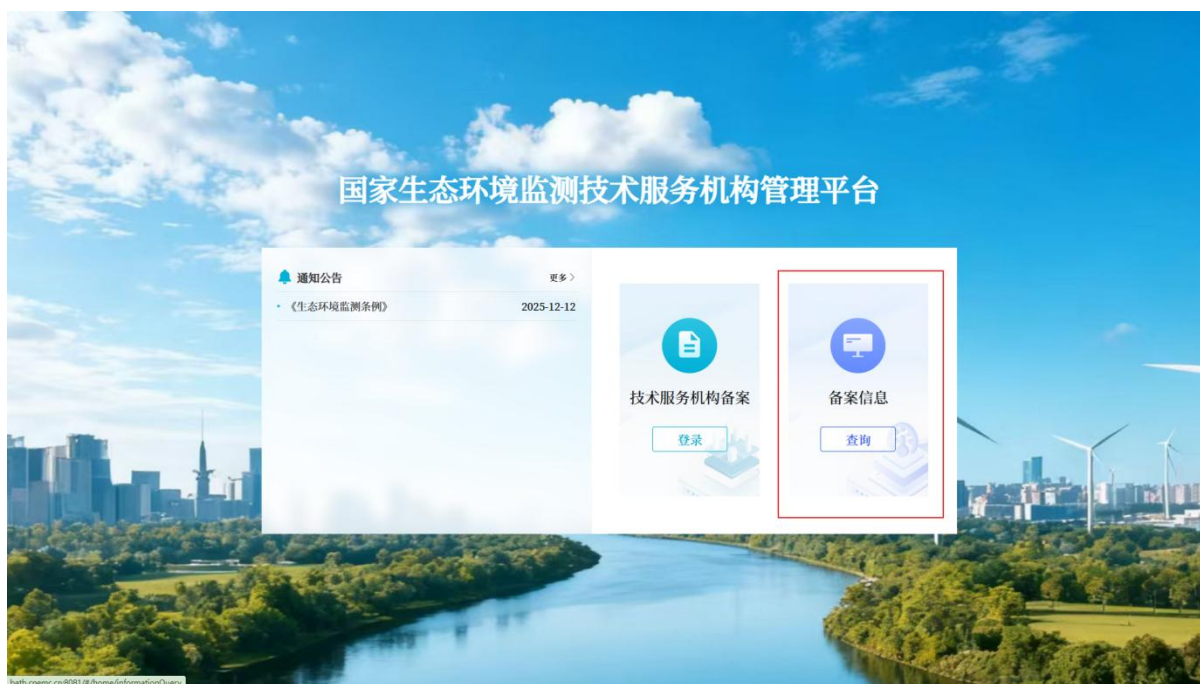 国家生态环境监测技术服务机构管理平台
通知公告
更多>
《生态环境监测条例》 2025-12-12
技术服务机构备案
登录
备案信息
查询